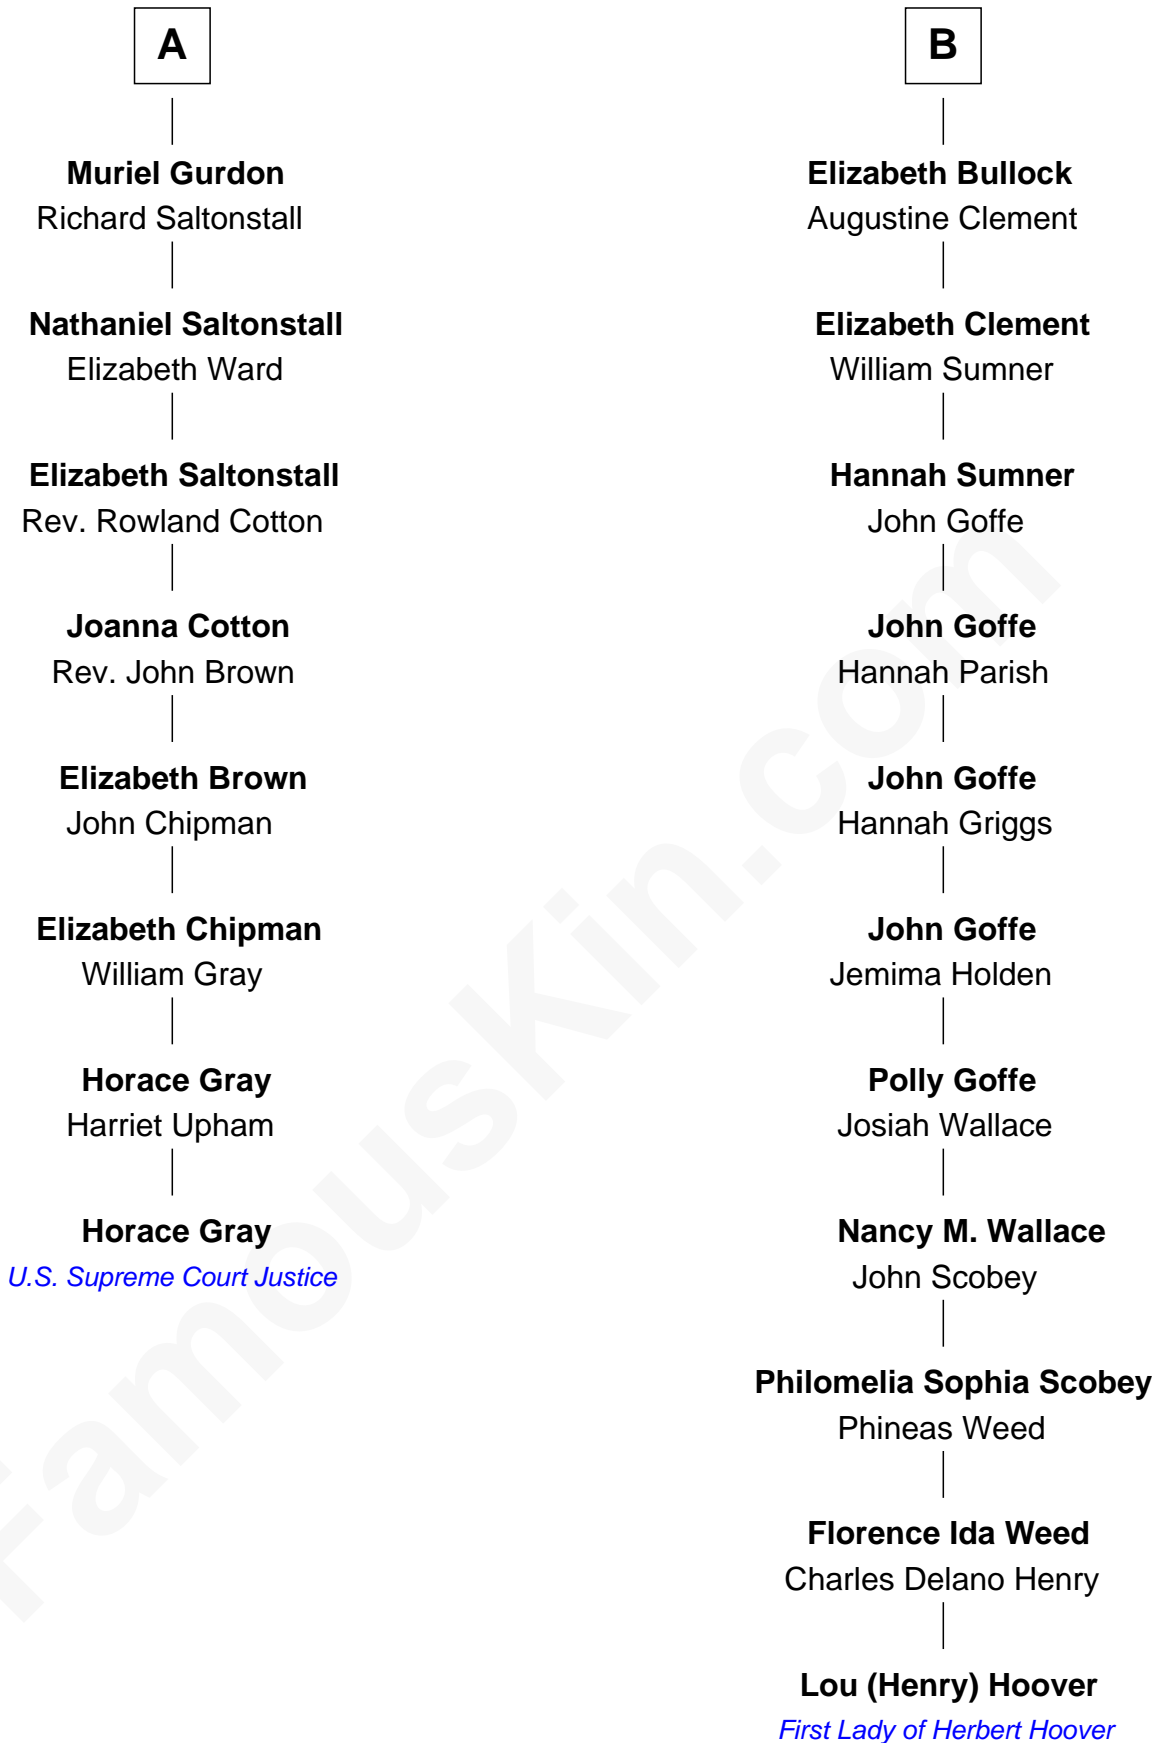 A
Muriel Gurdon
Richard Saltonstall
Nathaniel Saltonstall
Elizabeth Ward
Elizabeth Saltonstall
Rev. Rowland Cotton
Joanna Cotton
Rev. John Brown
Elizabeth Brown
John Chipman
Elizabeth Chipman
William Gray
Horace Gray
Harriet Upham
Horace Gray
U.S. Supreme Court Justice
B
Elizabeth Bullock
Augustine Clement
Elizabeth Clement
William Sumner
Hannah Sumner
John Goffe
John Goffe
Hannah Parish
John Goffe
Hannah Griggs
John Goffe
Jemima Holden
Polly Goffe
Josiah Wallace
Nancy M. Wallace
John Scobey
Philomelia Sophia Scobey
Phineas Weed
Florence Ida Weed
Charles Delano Henry
Lou (Henry) Hoover
First Lady of Herbert Hoover
FamousKin.com